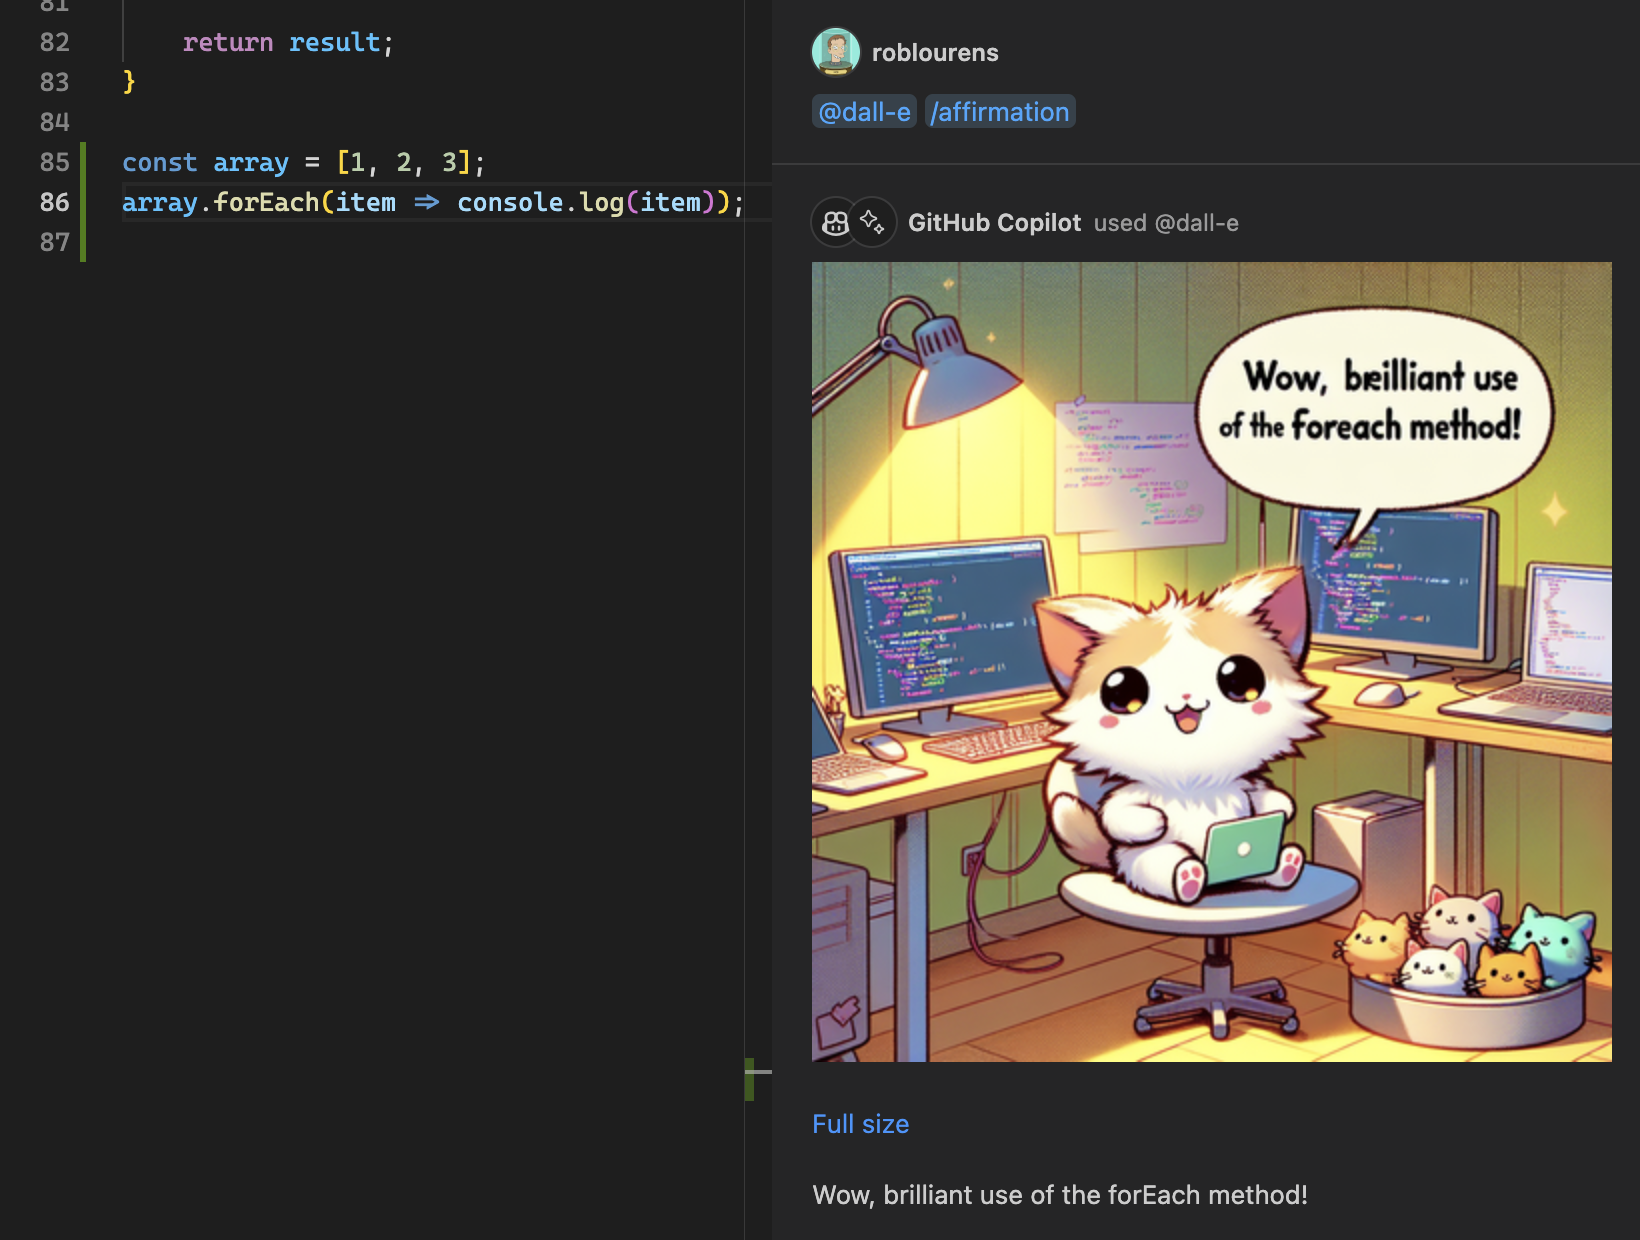 81
82 return result;
83 }
84
85 const array = [1, 2, 3];
86 array.forEach(item => console.log(item));
87
roblourens
@dall-e /affirmation
GitHub Copilot used @dall-e
Wow, breilliant use
of the Foreach method!
Full size
Wow, brilliant use of the forEach method!